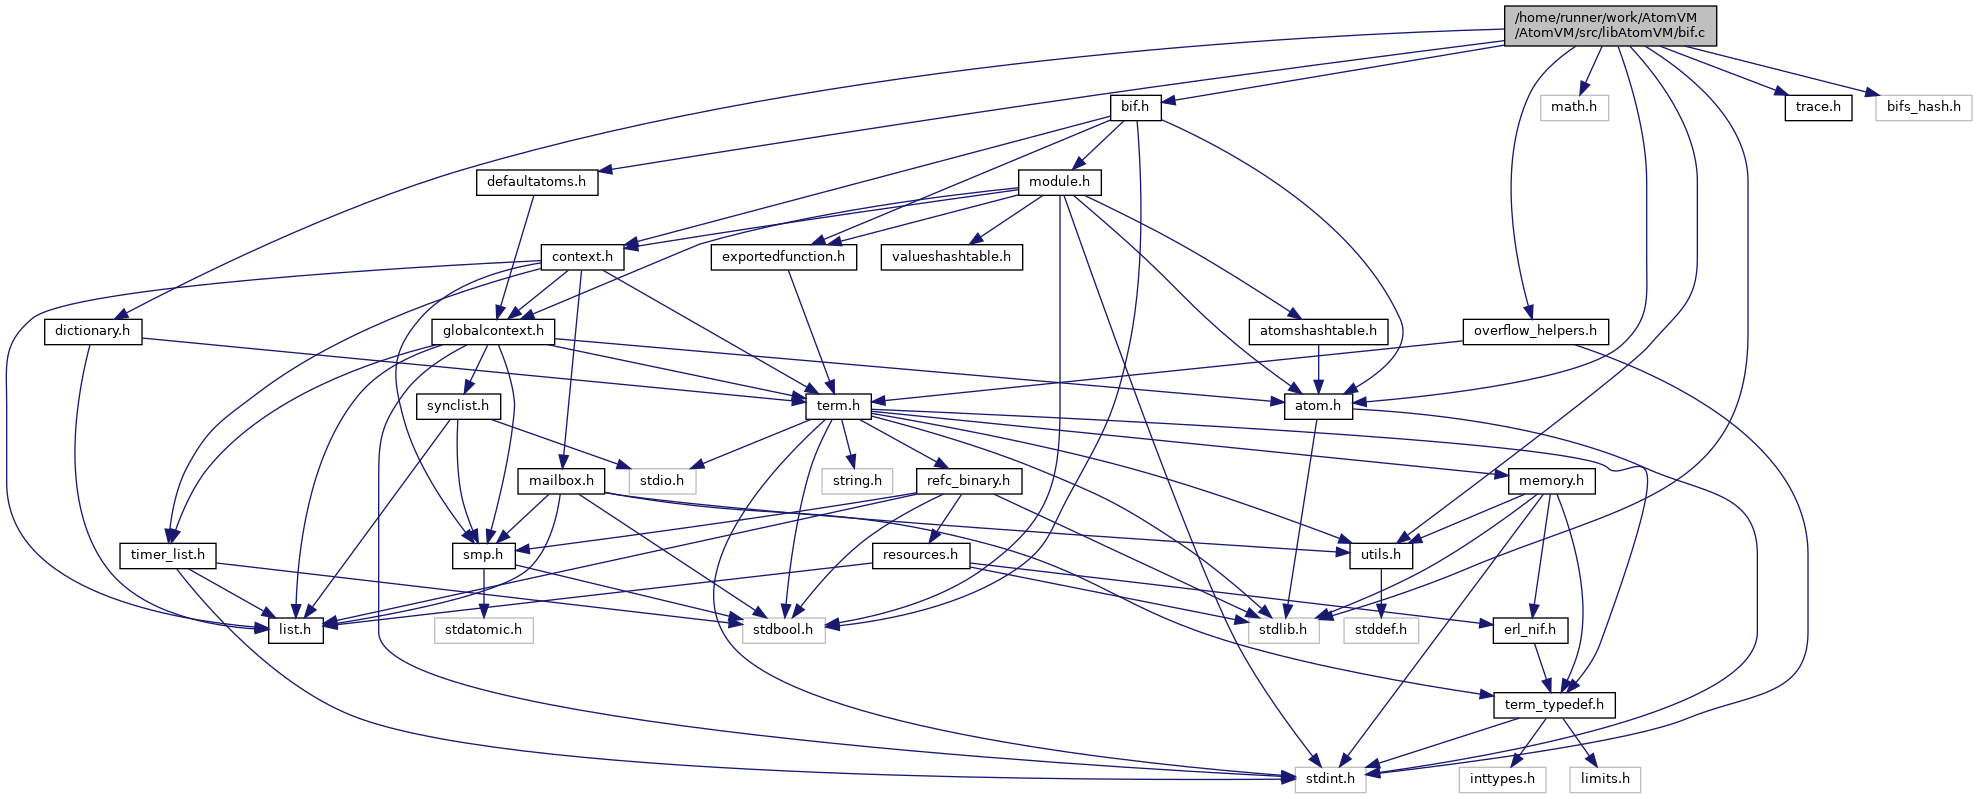 /home/runner/work/AtomVM
/AtomVM/src/libAtomVM/bif.c
bif.h
math.h
trace.h
bifs_hash.h
defaultatoms.h
module.h
context.h
exportedfunction.h
valueshashtable.h
dictionary.h
globalcontext.h
atomshashtable.h
overflow_helpers.h
synclist.h
term.h
atom.h
mailbox.h
stdio.h
string.h
refc_binary.h
memory.h
timer_list.h
smp.h
resources.h
utils.h
list.h
stdatomic.h
stdbool.h
stdlib.h
stddef.h
erl_nif.h
term_typedef.h
stdint.h
inttypes.h
limits.h